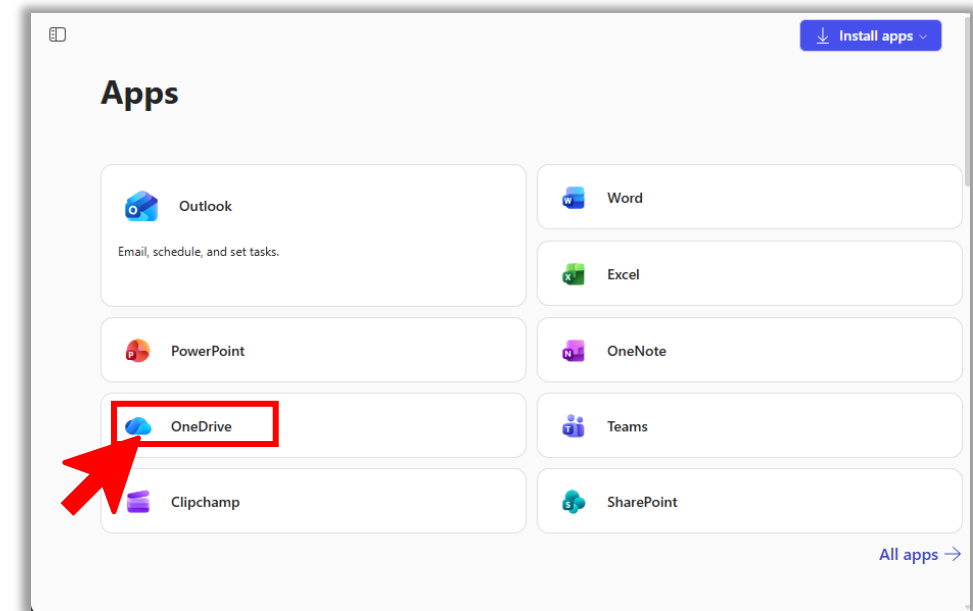 Install apps
Apps
Outlook
Email, schedule, and set tasks.
Word
Excel
PowerPoint
OneNote
OneDrive
Teams
Clipchamp
SharePoint
All apps